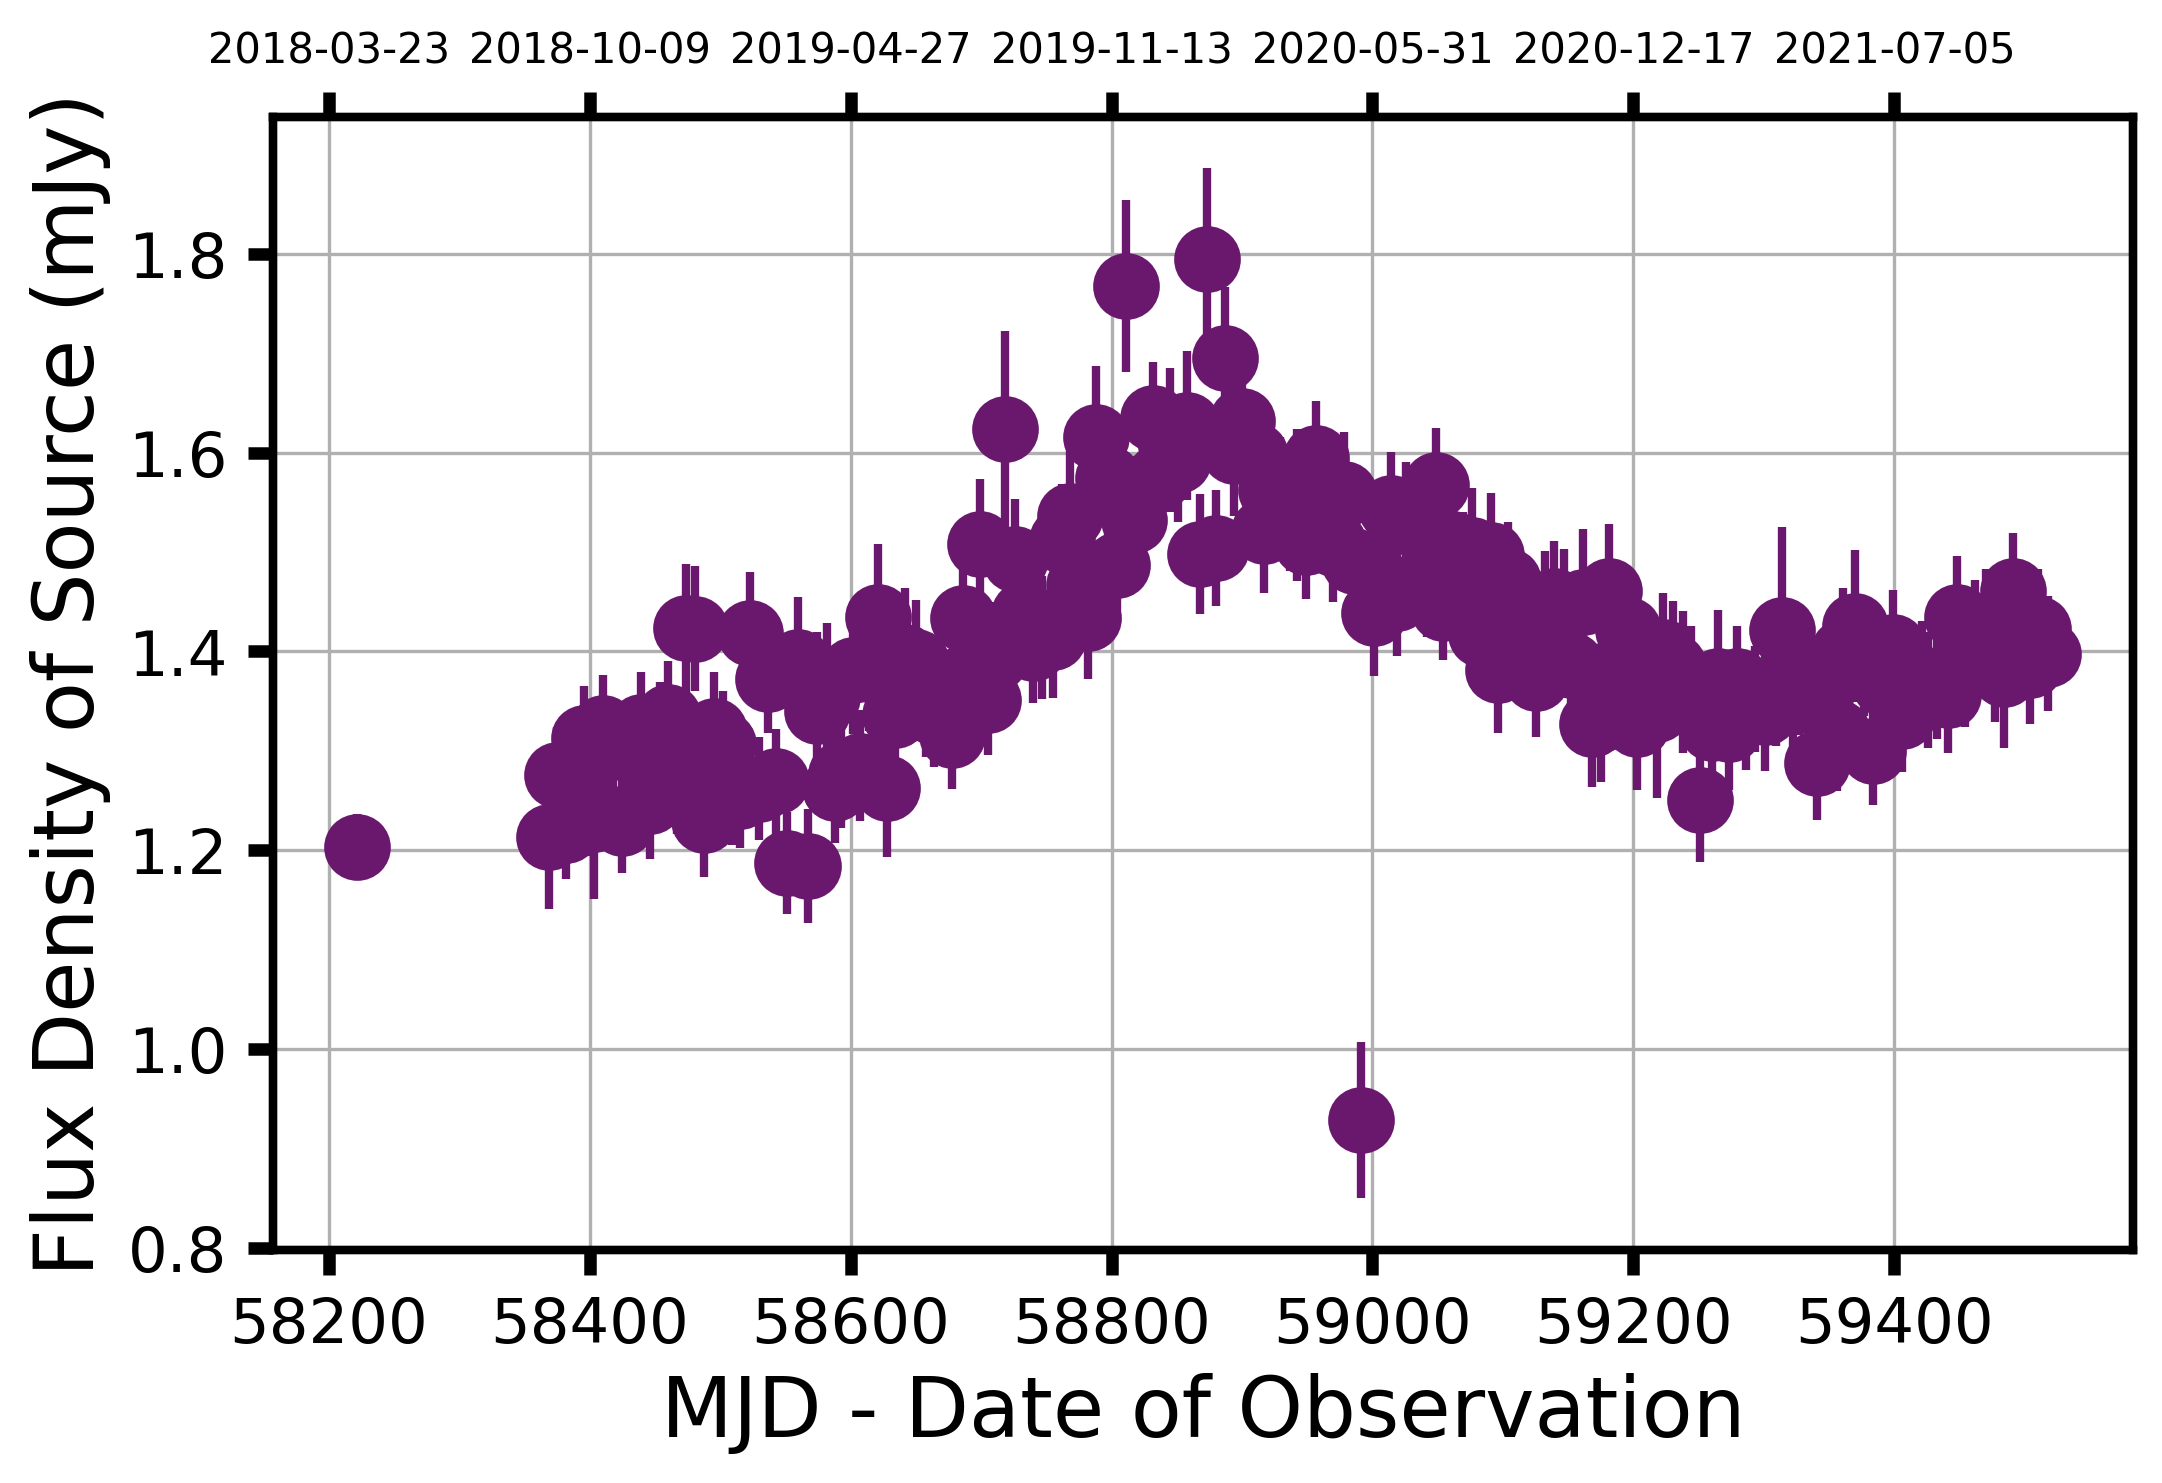 2018-03-23 2018-10-09 2019-04-27 2019-11-13 2020-05-31 2020-12-17 2021-07-05
Flux Density of Source (mJy)
1.8
1.6
1.4
1.2
1.0
0.8
58200 58400 58600 58800 59000 59200 59400
MJD - Date of Observation